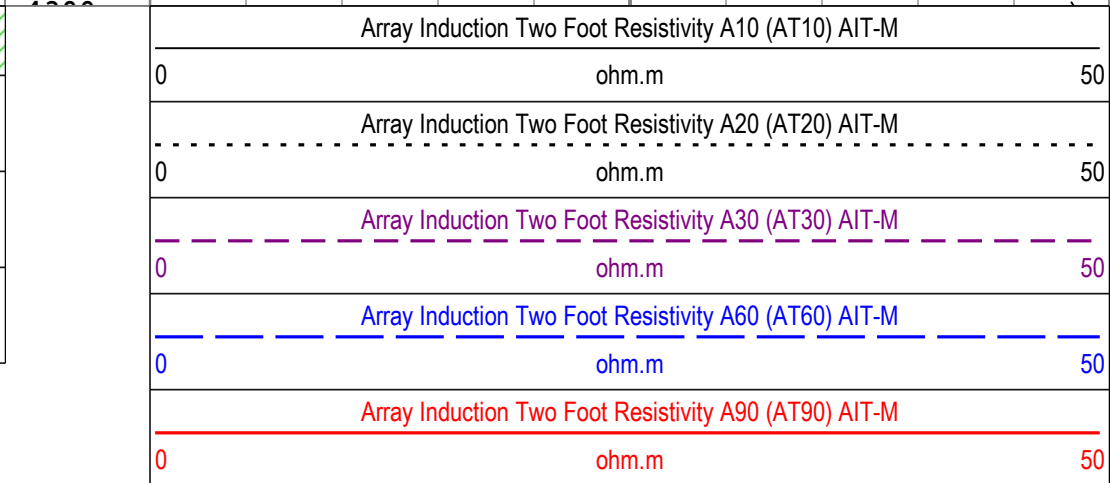 Array Induction Two Foot Resistivity A10 (AT10) AIT-M
0 ohm.m 50
Array Induction Two Foot Resistivity A20 (AT20) AIT-M
0 ohm.m 50
Array Induction Two Foot Resistivity A30 (AT30) AIT-M
0 ohm.m 50
Array Induction Two Foot Resistivity A60 (AT60) AIT-M
0 ohm.m 50
Array Induction Two Foot Resistivity A90 (AT90) AIT-M
0 ohm.m 50